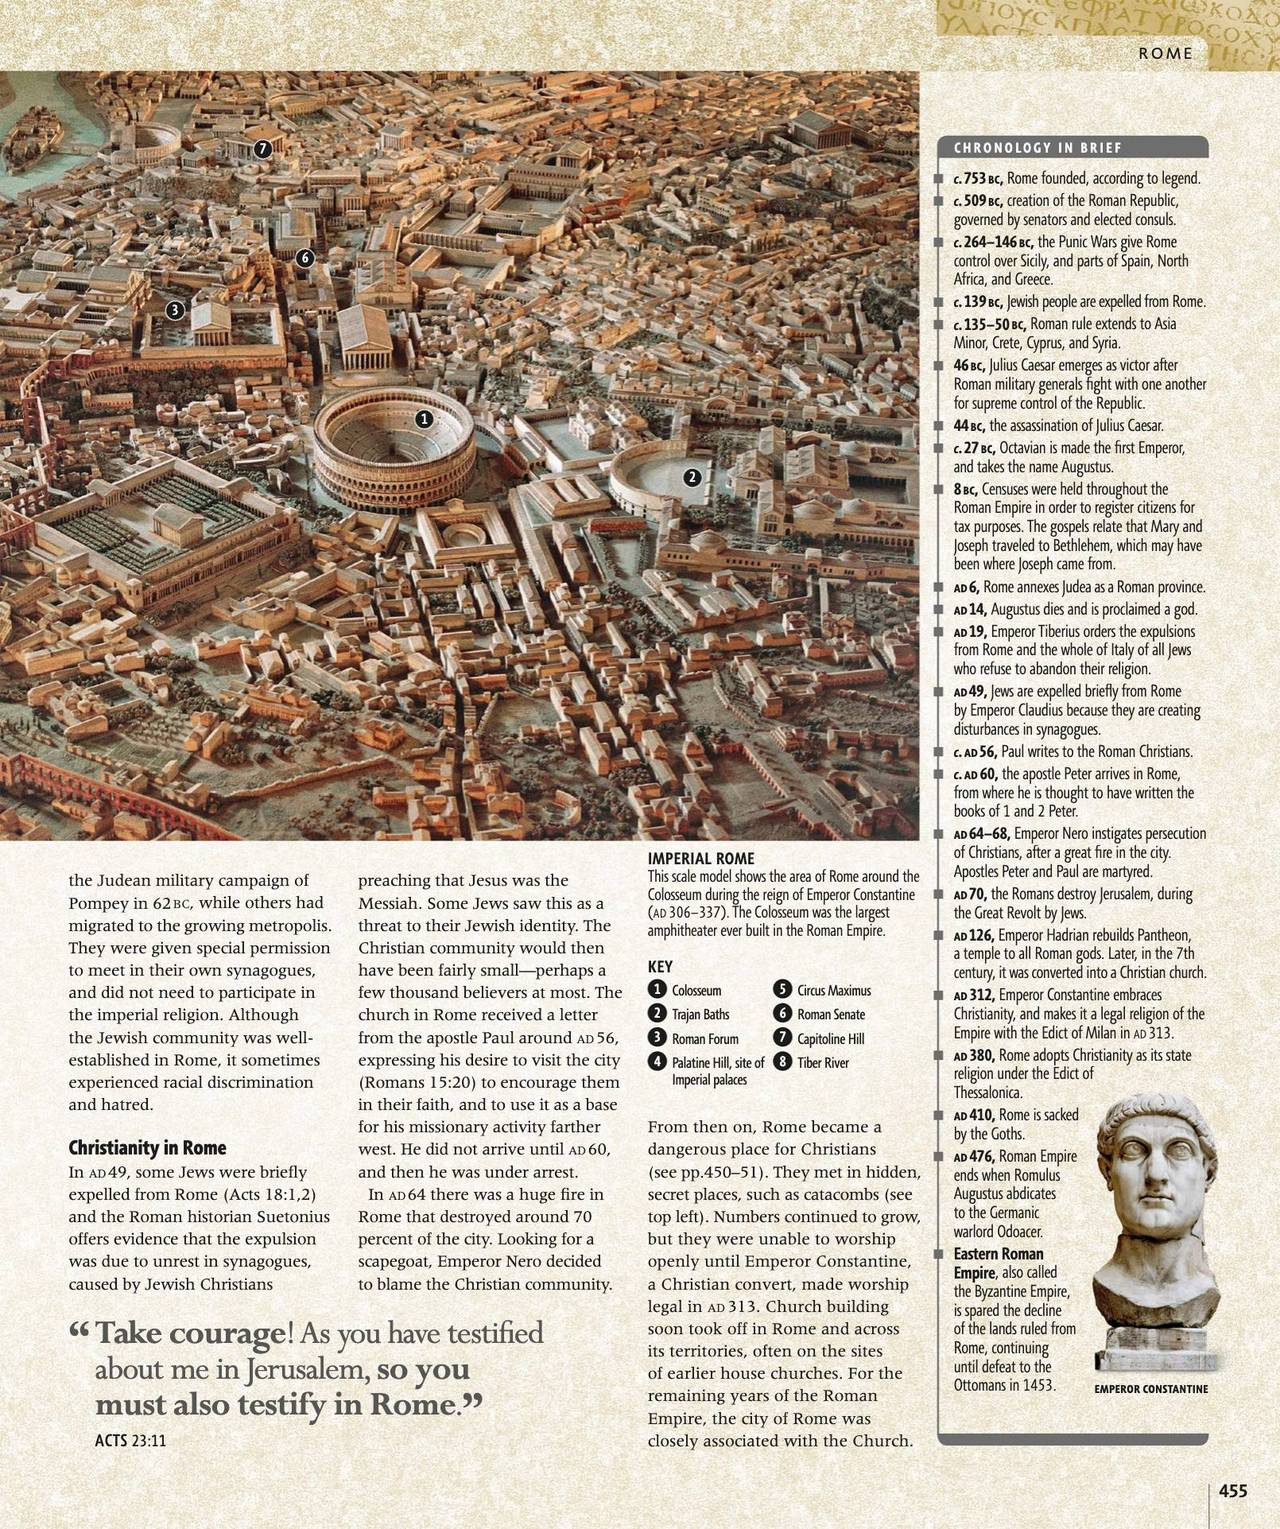 ROME
7
6
3
1
2
the Judean military campaign of
Pompey in 62 BC, while others had
migrated to the growing metropolis.
They were given special permission
to meet in their own synagogues,
and did not need to participate in
the imperial religion. Although
the Jewish community was well-
established in Rome, it sometimes
experienced racial discrimination
and hatred.
Christianity in Rome
In AD 49, some Jews were briefly
expelled from Rome (Acts 18:1,2)
and the Roman historian Suetonius
offers evidence that the expulsion
was due to unrest in synagogues,
caused by Jewish Christians
preaching that Jesus was the
Messiah. Some Jews saw this as a
threat to their Jewish identity. The
Christian community would then
have been fairly small—perhaps a
few thousand believers at most. The
church in Rome received a letter
from the apostle Paul around AD 56,
expressing his desire to visit the city
(Romans 15:20) to encourage them
in their faith, and to use it as a base
for his missionary activity farther
west. He did not arrive until AD 60,
and then he was under arrest.
In AD 64 there was a huge fire in
Rome that destroyed around 70
percent of the city. Looking for a
scapegoat, Emperor Nero decided
to blame the Christian community.
“Take courage! As you have testified
about me in Jerusalem, so you
must also testify in Rome.”
ACTS 23:11
IMPERIAL ROME
This scale model shows the area of Rome around the
Colosseum during the reign of Emperor Constantine
(AD 306–337). The Colosseum was the largest
amphitheater ever built in the Roman Empire.
KEY
1 Colosseum
2 Trajan Baths
3 Roman Forum
4 Palatine Hill, site of
Imperial palaces
5 Circus Maximus
6 Roman Senate
7 Capitoline Hill
8 Tiber River
From then on, Rome became a
dangerous place for Christians
(see pp.450–51). They met in hidden,
secret places, such as catacombs (see
top left). Numbers continued to grow,
but they were unable to worship
openly until Emperor Constantine,
a Christian convert, made worship
legal in AD 313. Church building
soon took off in Rome and across
its territories, often on the sites
of earlier house churches. For the
remaining years of the Roman
Empire, the city of Rome was
closely associated with the Church.
CHRONOLOGY IN BRIEF
c. 753 BC, Rome founded, according to legend.
c. 509 BC, creation of the Roman Republic,
governed by senators and elected consuls.
c. 264–146 BC, the Punic Wars give Rome
control over Sicily, and parts of Spain, North
Africa, and Greece.
c. 139 BC, Jewish people are expelled from Rome.
c. 135–50 BC, Roman rule extends to Asia
Minor, Crete, Cyprus, and Syria.
46 BC, Julius Caesar emerges as victor after
Roman military generals fight with one another
for supreme control of the Republic.
44 BC, the assassination of Julius Caesar.
c. 27 BC, Octavian is made the first Emperor,
and takes the name Augustus.
8 BC, Censuses were held throughout the
Roman Empire in order to register citizens for
tax purposes. The gospels relate that Mary and
Joseph traveled to Bethlehem, which may have
been where Joseph came from.
AD 6, Rome annexes Judea as a Roman province.
AD 14, Augustus dies and is proclaimed a god.
AD 19, Emperor Tiberius orders the expulsions
from Rome and the whole of Italy of all Jews
who refuse to abandon their religion.
AD 49, Jews are expelled briefly from Rome
by Emperor Claudius because they are creating
disturbances in synagogues.
c. AD 56, Paul writes to the Roman Christians.
c. AD 60, the apostle Peter arrives in Rome,
from where he is thought to have written the
books of 1 and 2 Peter.
AD 64–68, Emperor Nero instigates persecution
of Christians, after a great fire in the city.
Apostles Peter and Paul are martyred.
AD 70, the Romans destroy Jerusalem, during
the Great Revolt by Jews.
AD 126, Emperor Hadrian rebuilds Pantheon,
a temple to all Roman gods. Later, in the 7th
century, it was converted into a Christian church.
AD 312, Emperor Constantine embraces
Christianity, and makes it a legal religion of the
Empire with the Edict of Milan in AD 313.
AD 380, Rome adopts Christianity as its state
religion under the Edict of
Thessalonica.
AD 410, Rome is sacked
by the Goths.
AD 476, Roman Empire
ends when Romulus
Augustus abdicates
to the Germanic
warlord Odoacer.
Eastern Roman
Empire, also called
the Byzantine Empire,
is spared the decline
of the lands ruled from
Rome, continuing
until defeat to the
Ottomans in 1453.
EMPEROR CONSTANTINE
455